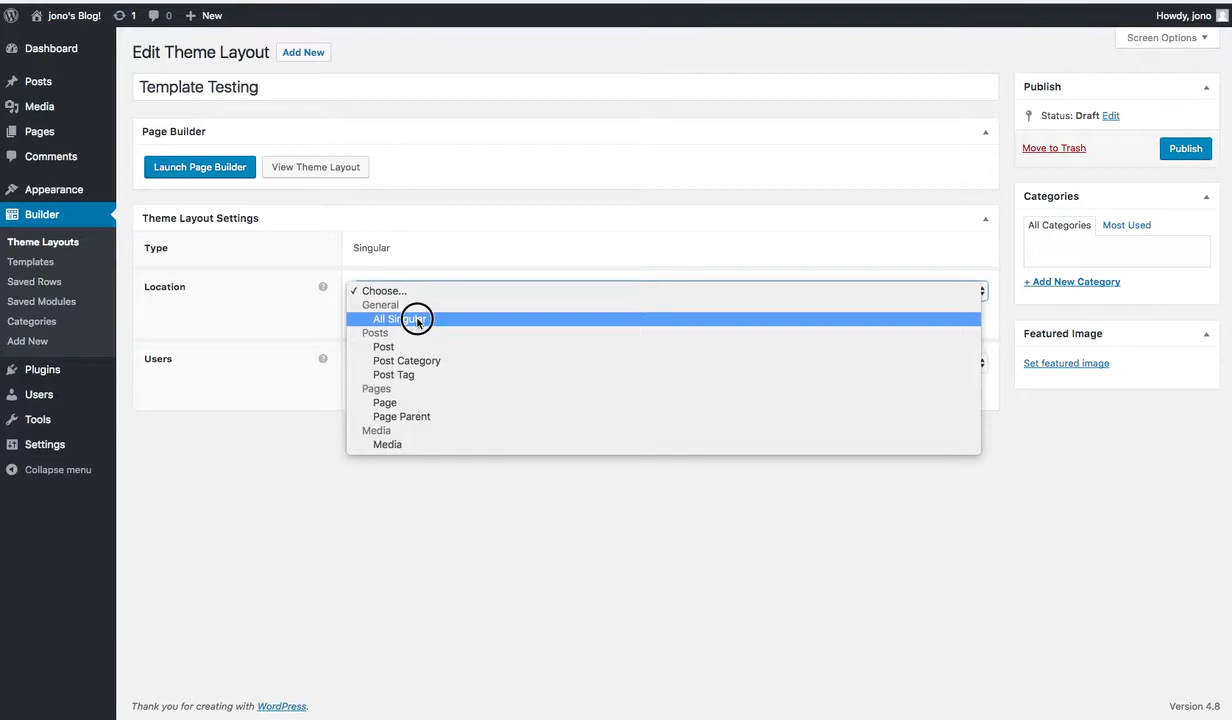 jono's Blog! 1 0 New Howdy, jono
Screen Options
Dashboard
Posts
Media
Pages
Comments
Appearance
Builder
Theme Layouts
Templates
Saved Rows
Saved Modules
Categories
Add New
Plugins
Users
Tools
Settings
Collapse menu
Edit Theme Layout Add New
Template Testing
Page Builder
Launch Page Builder View Theme Layout
Theme Layout Settings
Type Singular
Location ?
Choose...
General
All Singular
Posts
Post
Post Category
Post Tag
Pages
Page
Page Parent
Media
Media
Users ?
Publish
Status: Draft Edit
Move to Trash Publish
Categories
All Categories Most Used
+ Add New Category
Featured Image
Set featured image
Thank you for creating with WordPress. Version 4.8